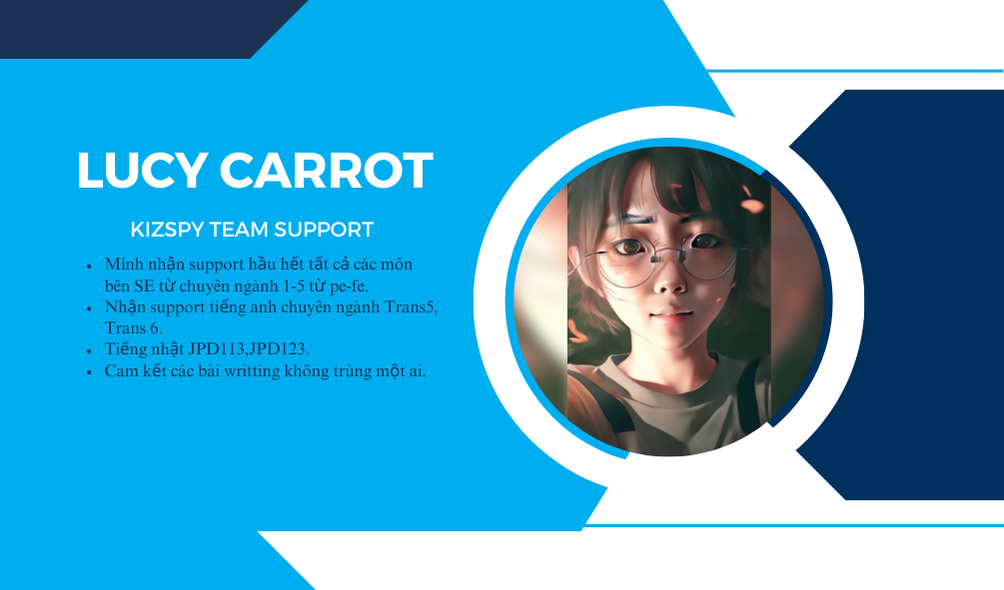 LUCY CARROT
KIZSPY TEAM SUPPORT
• Mình nhận support hầu hết tất cả các môn
bên SE từ chuyên ngành 1-5 từ pe-fe.
• Nhận support tiếng anh chuyên ngành Trans5,
Trans 6.
• Tiếng nhật JPD113,JPD123.
• Cam kết các bài writting không trùng một ai.